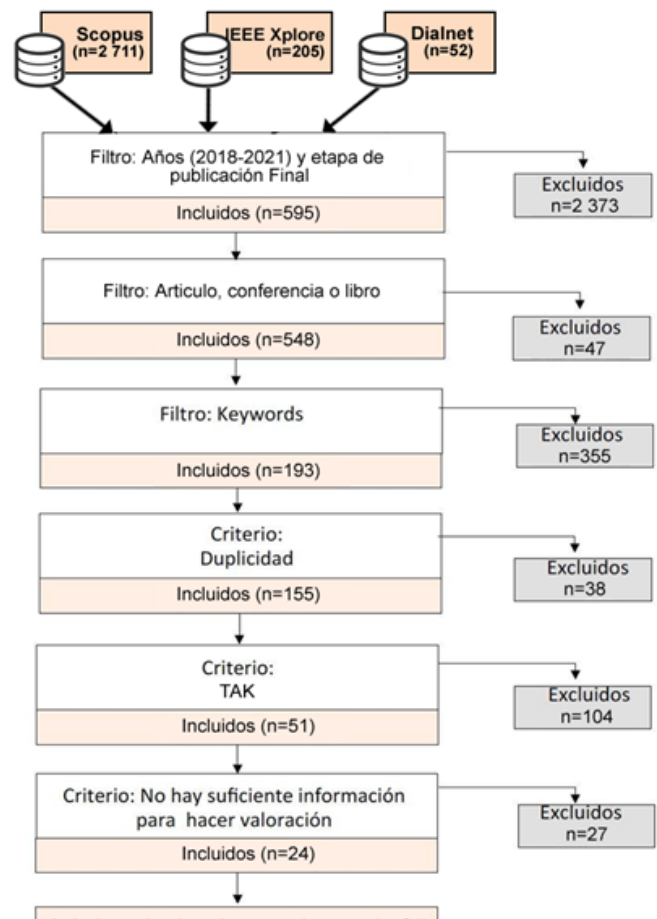 Scopus
(n=2 711)
IEEE Xplore
(n=205)
Dialnet
(n=52)
Filtro: Años (2018-2021) y etapa de
publicación Final
Incluidos (n=595)
Excluidos
n=2 373
Filtro: Articulo, conferencia o libro
Incluidos (n=548)
Excluidos
n=47
Filtro: Keywords
Incluidos (n=193)
Excluidos
n=355
Criterio:
Duplicidad
Incluidos (n=155)
Excluidos
n=38
Criterio:
TAK
Incluidos (n=51)
Excluidos
n=104
Criterio: No hay suficiente información
para hacer valoración
Incluidos (n=24)
Excluidos
n=27